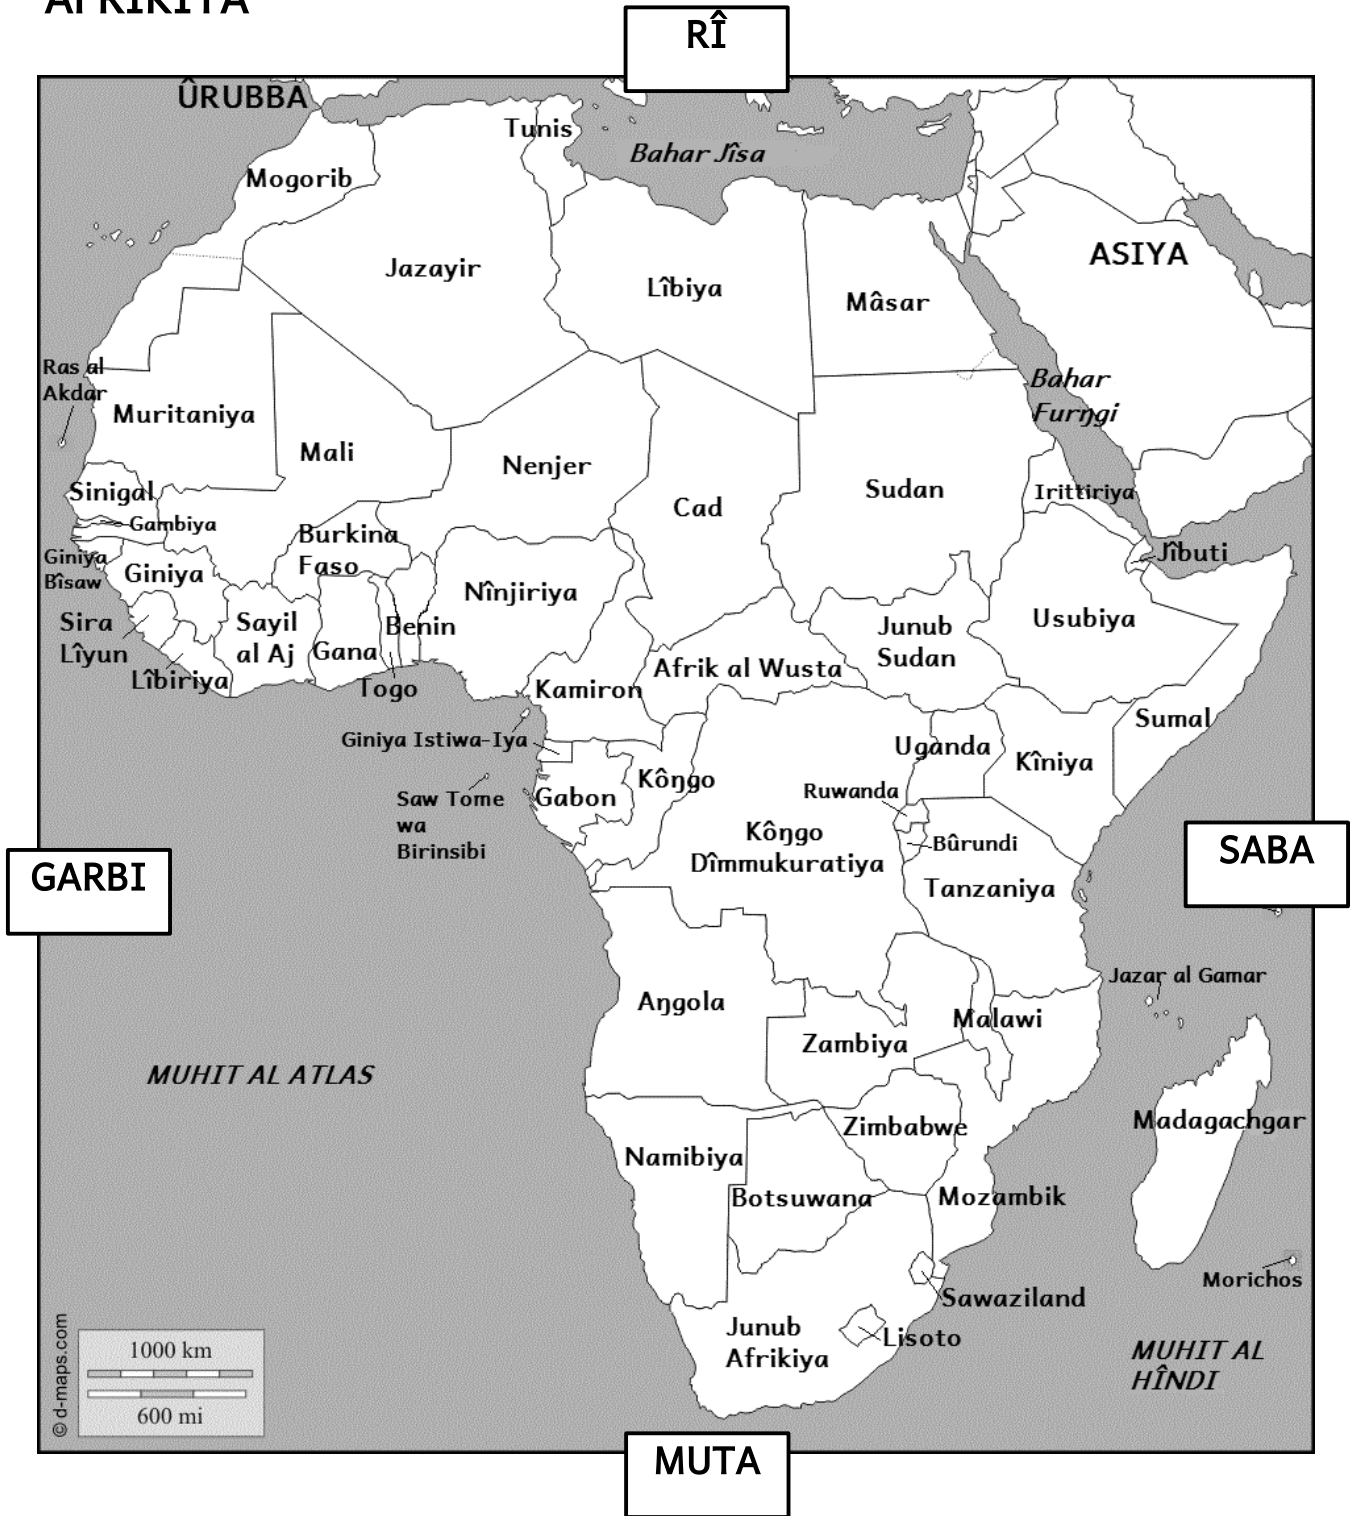 AFRIKIYA
RÎ
ÛRUBBA
Tunis
Bahar Jîsa
Mogorib
ASIYA
Jazayir
Lîbiya
Mâsar
Ras al
Akdar
Bahar
Furŋgi
Muritaniya
Mali
Nenjer
Cad
Sudan
Irittiriya
Sinigal
Gambiya
Burkina
Faso
Jîbuti
Giniya
Bîsaw
Giniya
Nînjiriya
Usubiya
Sira
Lîyun
Sayil
al Aj
Gana
Benin
Junub
Sudan
Lîbiriya
Togo
Kamiron
Afrik al Wusta
Sumal
Giniya Istiwa-Iya
Uganda
Kîniya
Kôŋgo
Gabon
Ruwanda
Saw Tome
wa
Birinsibi
Kôŋgo
Dîmmukuratiya
Bûrundi
SABA
GARBI
Tanzaniya
Jazar al Gamar
Aŋgola
Malawi
Zambiya
MUHIT AL ATLAS
Madagachgar
Zimbabwe
Namibiya
Botsuwana
Mozambik
Morichos
Sawaziland
Junub
Afrikiya
Lisoto
MUHIT AL
HÎNDI
1000 km
600 mi
© d-maps.com
MUTA